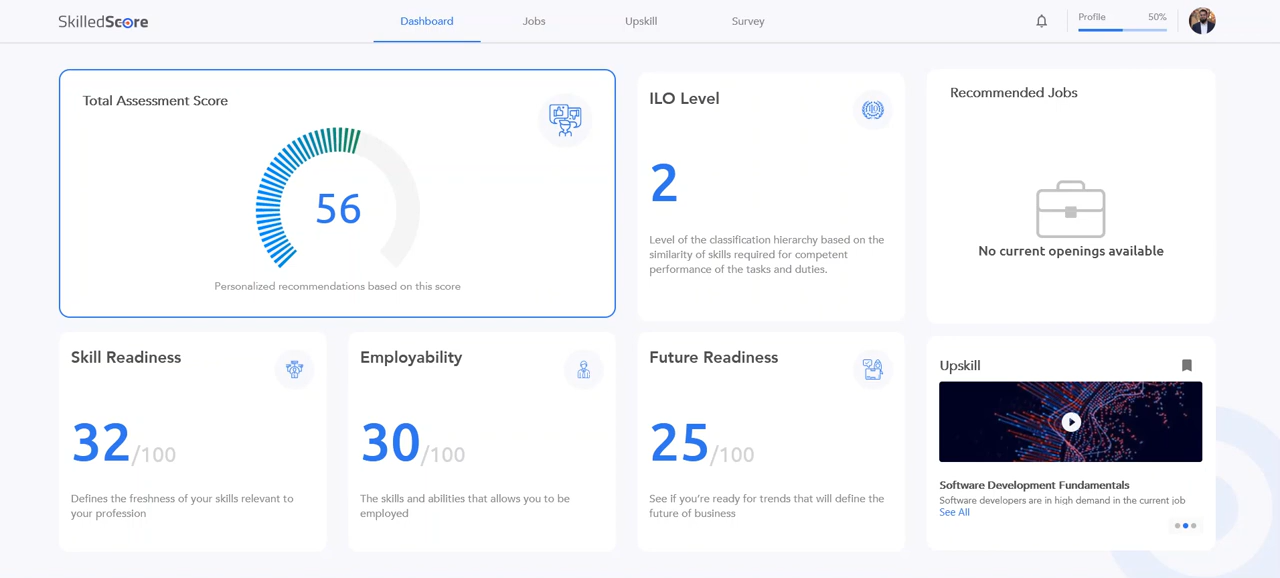 SkilledScore
Dashboard
Jobs
Upskill
Survey
Profile
50%
Total Assessment Score
56
Personalized recommendations based on this score
ILO Level
2
Level of the classification hierarchy based on the
similarity of skills required for competent
performance of the tasks and duties.
Recommended Jobs
No current openings available
Skill Readiness
32/100
Defines the freshness of your skills relevant to
your profession
Employability
30/100
The skills and abilities that allows you to be
employed
Future Readiness
25/100
See if you're ready for trends that will define the
future of business
Upskill
Software Development Fundamentals
Software developers are in high demand in the current job
See All